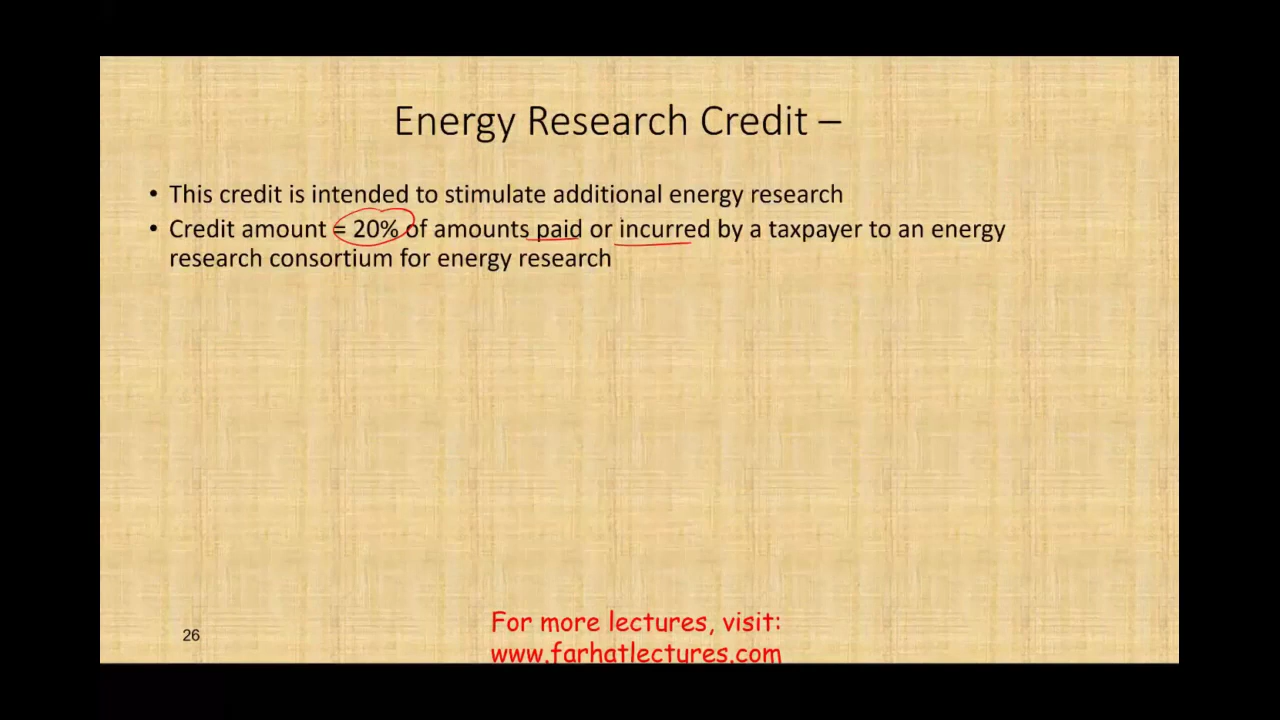 Energy Research Credit –
• This credit is intended to stimulate additional energy research
• Credit amount = 20% of amounts paid or incurred by a taxpayer to an energy
research consortium for energy research
26
For more lectures, visit:
www.farhatlectures.com